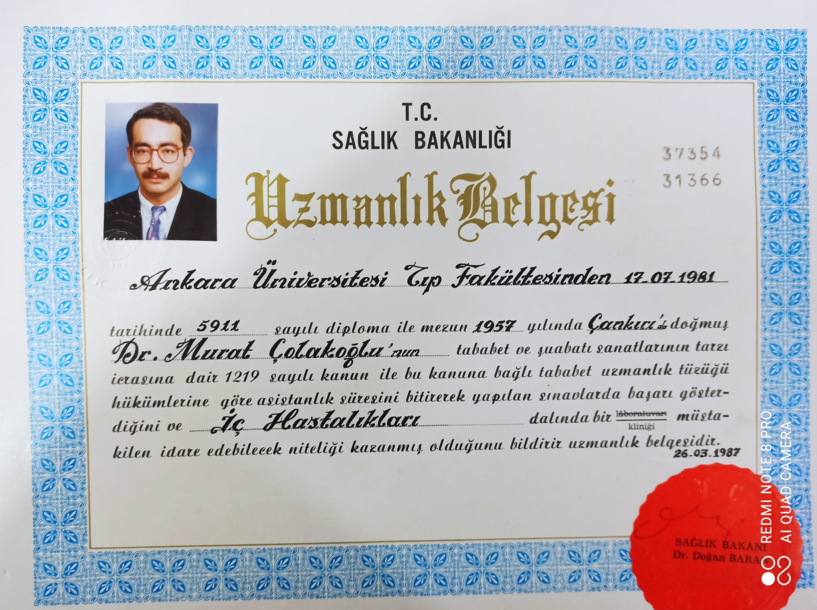 T.C.
SAĞLIK BAKANLIĞI
37354
31366
Uzmanlık Belgesi
Ankara Üniversitesi Tıp Fakültesinden 17.07.1981
tarihinde 5911 sayılı diploma ile mezun 1957 yılında Çankırı'da doğmuş
Dr. Murat Çolakoğlu'nun tababet ve şuabatı sanatlarının tarzı
icrasına dair 1219 sayılı kanun ile bu kanuna bağlı tababet uzmanlık tüzüğü
hükümlerine göre asistanlık süresini bitirerek yapılan sınavlarda başarı göster-
diğini ve İç Hastalıkları dalında bir laboratuvarı kliniği müsta-
kilen idare edebilecek niteliği kazanmış olduğunu bildirir uzmanlık belgesidir.
26.03.1987
SAĞLIK BAKANI
Dr. Doğan
REDMI NOTE 8 PRO
AI QUAD CAMERA